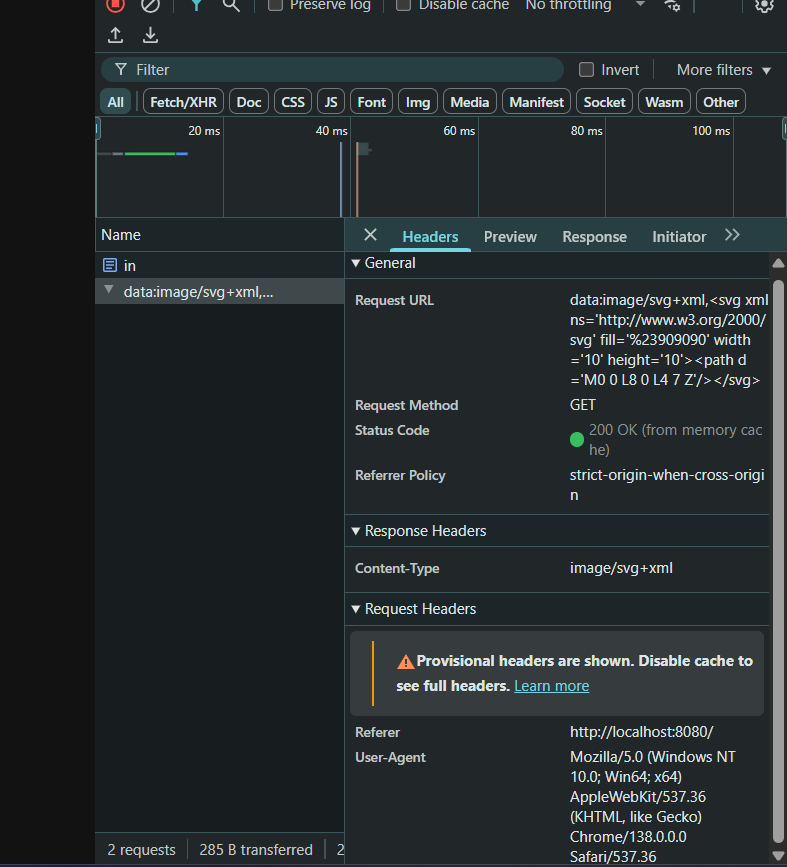 Preserve log Disable cache No throttling
Filter Invert More filters
All Fetch/XHR Doc CSS JS Font Img Media Manifest Socket Wasm Other
20 ms 40 ms 60 ms 80 ms 100 ms
Name
in
data:image/svg+xml,...
Headers Preview Response Initiator
General
Request URL
data:image/svg+xml,<svg xml
ns='http://www.w3.org/2000/
svg' fill='%23909090' width
='10' height='10'><path d
='M0 0 L8 0 L4 7 Z'/></svg>
Request Method GET
Status Code
200 OK (from memory cac
he)
Referrer Policy
strict-origin-when-cross-origi
n
Response Headers
Content-Type image/svg+xml
Request Headers
Provisional headers are shown. Disable cache to
see full headers. Learn more
Referer http://localhost:8080/
User-Agent
Mozilla/5.0 (Windows NT
10.0; Win64; x64)
AppleWebKit/537.36
(KHTML, like Gecko)
Chrome/138.0.0.0
Safari/537.36
2 requests 285 B transferred 2